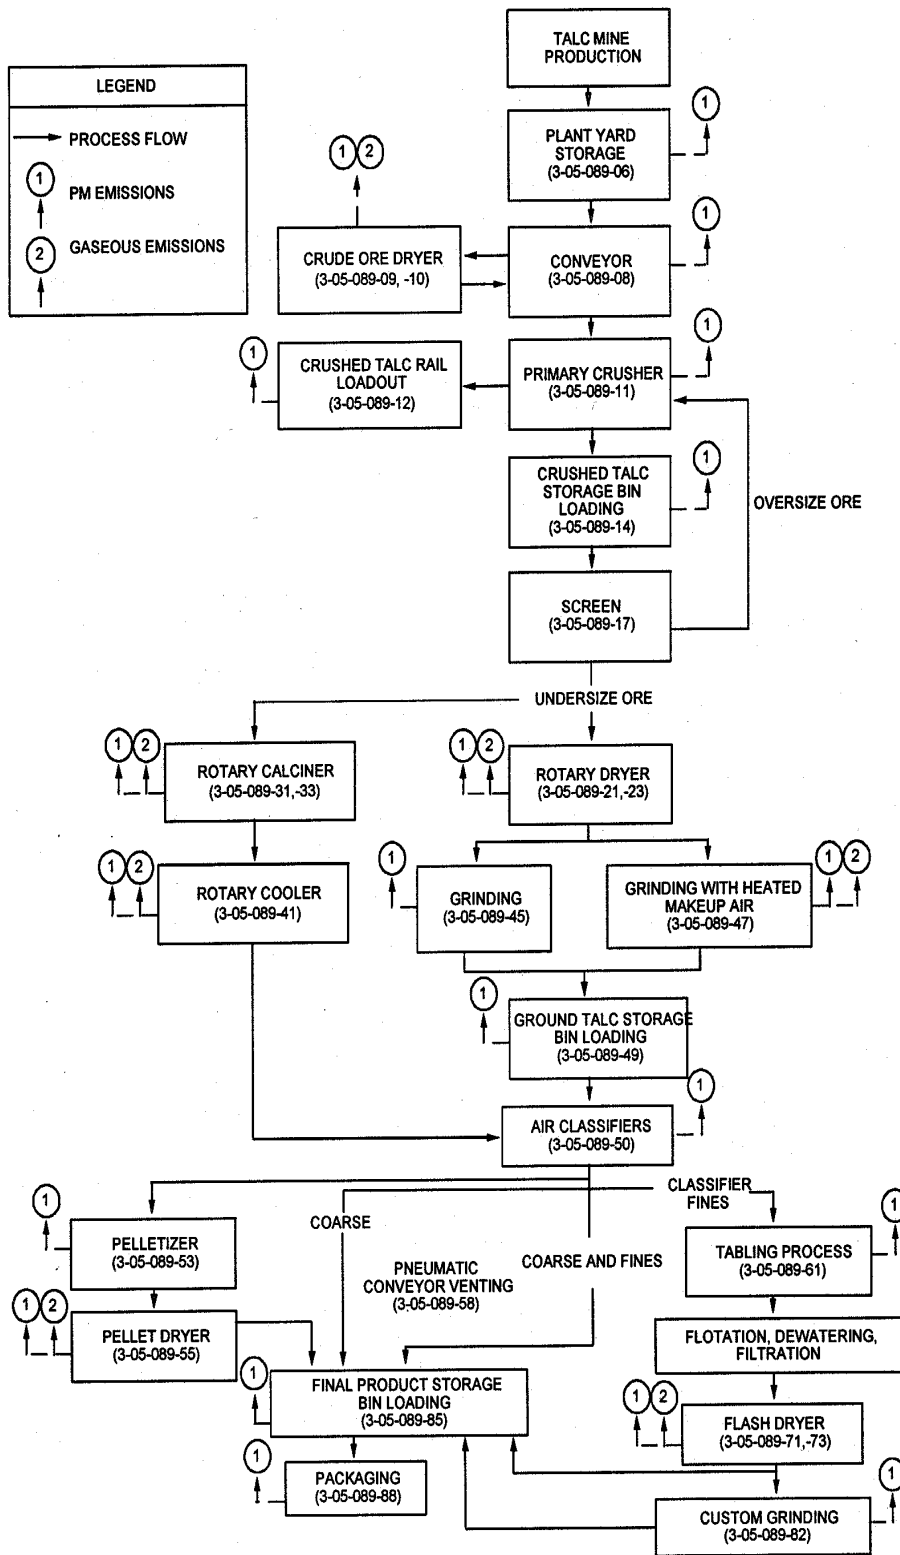 TALC MINE
PRODUCTION
LEGEND
PROCESS FLOW
1
PM EMISSIONS
2
GASEOUS EMISSIONS
1
PLANT YARD
STORAGE
(3-05-089-06)
1 2
1
CRUDE ORE DRYER
(3-05-089-09, -10)
CONVEYOR
(3-05-089-08)
1
1
CRUSHED TALC RAIL
LOADOUT
(3-05-089-12)
PRIMARY CRUSHER
(3-05-089-11)
1
CRUSHED TALC
STORAGE BIN
LOADING
(3-05-089-14)
OVERSIZE ORE
SCREEN
(3-05-089-17)
UNDERSIZE ORE
1 2
ROTARY CALCINER
(3-05-089-31,-33)
1 2
ROTARY DRYER
(3-05-089-21,-23)
1 2
ROTARY COOLER
(3-05-089-41)
1
GRINDING
(3-05-089-45)
1 2
GRINDING WITH HEATED
MAKEUP AIR
(3-05-089-47)
1
GROUND TALC STORAGE
BIN LOADING
(3-05-089-49)
1
AIR CLASSIFIERS
(3-05-089-50)
CLASSIFIER
FINES
1
PELLETIZER
(3-05-089-53)
COARSE
PNEUMATIC
CONVEYOR VENTING
(3-05-089-58)
COARSE AND FINES
1
TABLING PROCESS
(3-05-089-61)
1 2
PELLET DRYER
(3-05-089-55)
FLOTATION, DEWATERING,
FILTRATION
1
FINAL PRODUCT STORAGE
BIN LOADING
(3-05-089-85)
1 2
FLASH DRYER
(3-05-089-71,-73)
1
PACKAGING
(3-05-089-88)
1
CUSTOM GRINDING
(3-05-089-82)